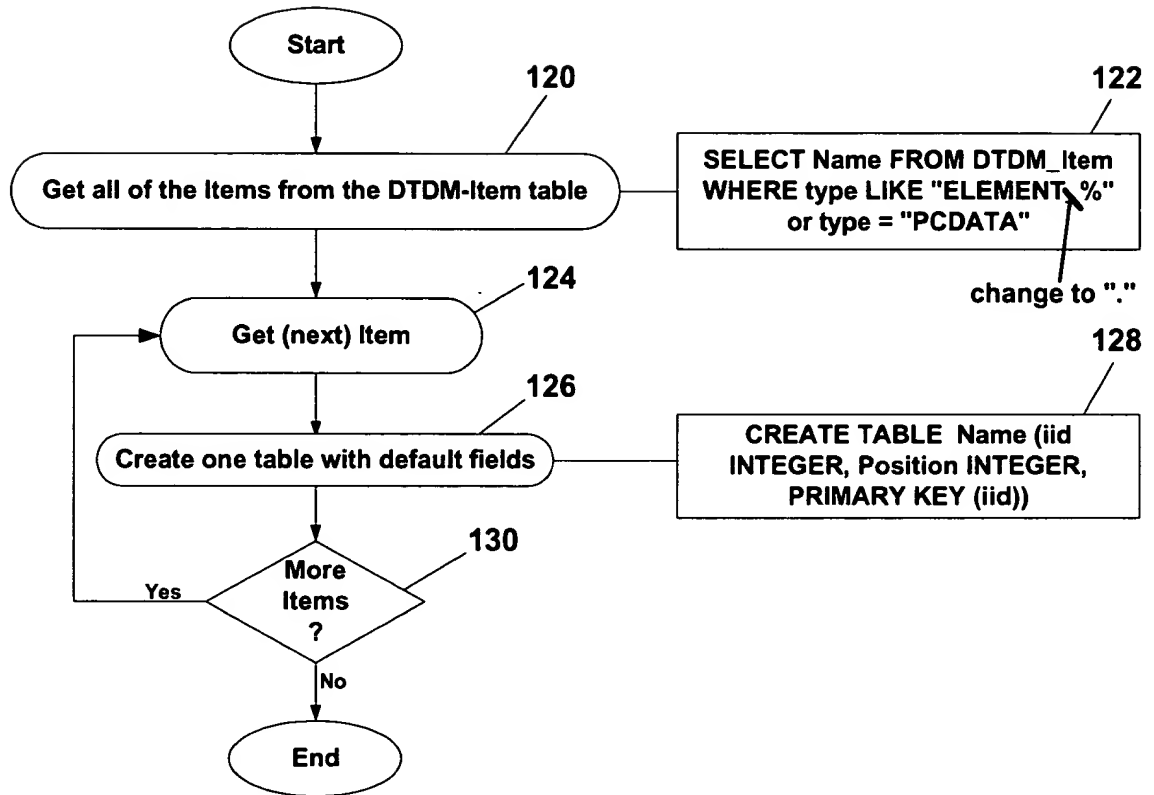 Start
120
122
Get all of the Items from the DTDM-Item table
SELECT Name FROM DTDM_Item
WHERE type LIKE "ELEMENT, %"
or type = "PCDATA"
change to "."
124
Get (next) Item
128
126
Create one table with default fields
CREATE TABLE Name (iid
INTEGER, Position INTEGER,
PRIMARY KEY (iid))
130
More
Items
?
Yes
No
End